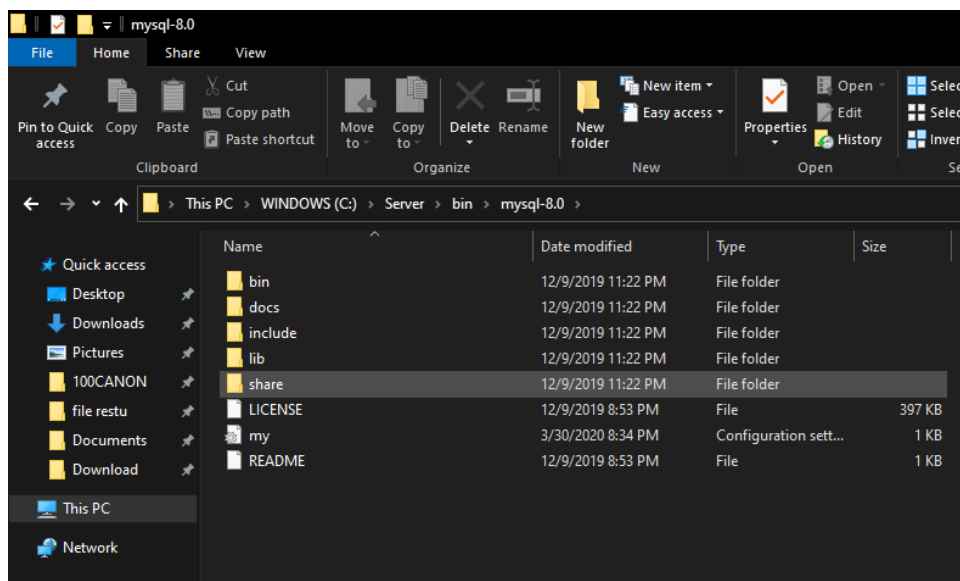 mysql-8.0
File Home Share View
Pin to Quick access
Copy
Paste
Cut
Copy path
Paste shortcut
Clipboard
Move to
Copy to
Delete
Rename
Organize
New folder
New item
Easy access
New
Properties
Open
Edit
History
Open
Selec
Selec
Inver
Se
This PC > WINDOWS (C:) > Server > bin > mysql-8.0 >
Quick access
Desktop
Downloads
Pictures
100CANON
file restu
Documents
Download
This PC
Network
Name Date modified Type Size
bin 12/9/2019 11:22 PM File folder
docs 12/9/2019 11:22 PM File folder
include 12/9/2019 11:22 PM File folder
lib 12/9/2019 11:22 PM File folder
share 12/9/2019 11:22 PM File folder
LICENSE 12/9/2019 8:53 PM File 397 KB
my 3/30/2020 8:34 PM Configuration sett... 1 KB
README 12/9/2019 8:53 PM File 1 KB